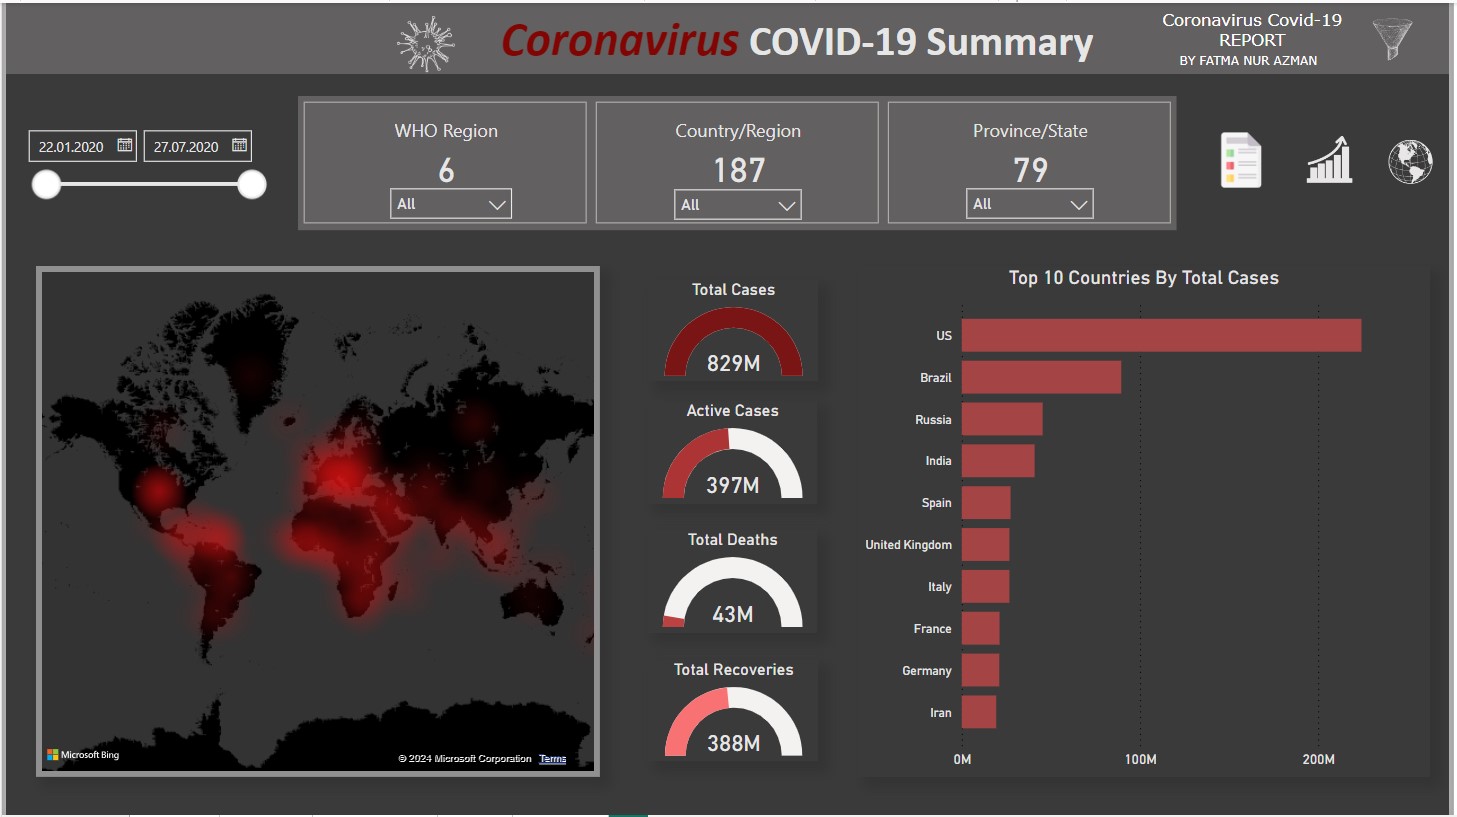 Coronavirus COVID-19 Summary
Coronavirus Covid-19
REPORT
BY FATMA NUR AZMAN
22.01.2020
27.07.2020
WHO Region
6
All
Country/Region
187
All
Province/State
79
All
Microsoft Bing
© 2024 Microsoft Corporation Terms
Total Cases
829M
Active Cases
397M
Total Deaths
43M
Total Recoveries
388M
Top 10 Countries By Total Cases
US
Brazil
Russia
India
Spain
United Kingdom
Italy
France
Germany
Iran
0M 100M 200M